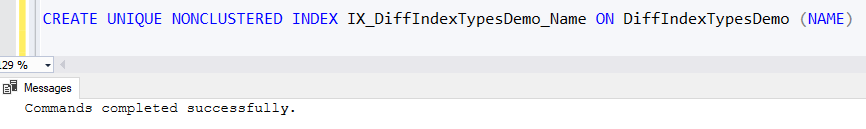 CREATE UNIQUE NONCLUSTERED INDEX IX_DiffIndexTypesDemo_Name ON DiffIndexTypesDemo (NAME)
29 %
Messages
Commands completed successfully.